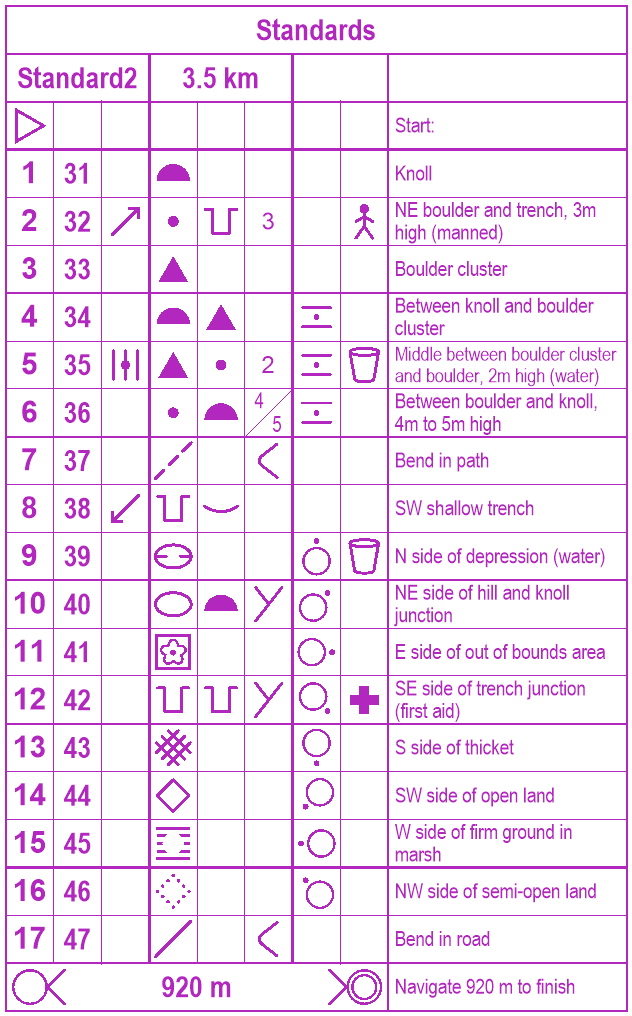 Standards
Standard2 3.5 km
Start:
1 31 Knoll
2 32 3 NE boulder and trench, 3m
high (manned)
3 33 Boulder cluster
4 34 Between knoll and boulder
cluster
5 35 2 Middle between boulder cluster
and boulder, 2m high (water)
6 36 4 5 Between boulder and knoll,
4m to 5m high
7 37 Bend in path
8 38 SW shallow trench
9 39 N side of depression (water)
10 40 NE side of hill and knoll
junction
11 41 E side of out of bounds area
12 42 SE side of trench junction
(first aid)
13 43 S side of thicket
14 44 SW side of open land
15 45 W side of firm ground in
marsh
16 46 NW side of semi-open land
17 47 Bend in road
920 m Navigate 920 m to finish